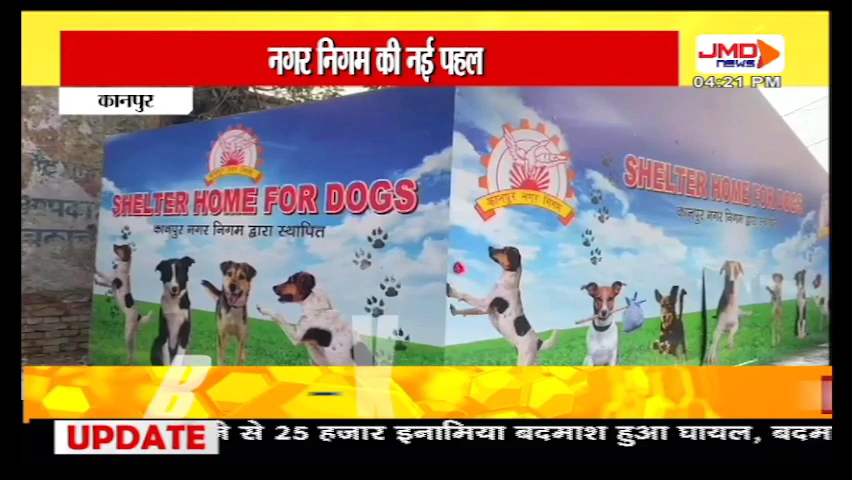 नगर निगम की नई पहल
JMD
NEWS
04:21 PM
कानपुर
SHELTER HOME FOR DOGS
कानपुर नगर निगम द्वारा स्थापित
कानपुर नगर निगम
SHELTER HOME FOR DOGS
कानपुर नगर निगम द्वारा
B K
UPDATE
से 25 हजार इनामिया बदमाश हुआ घायल,